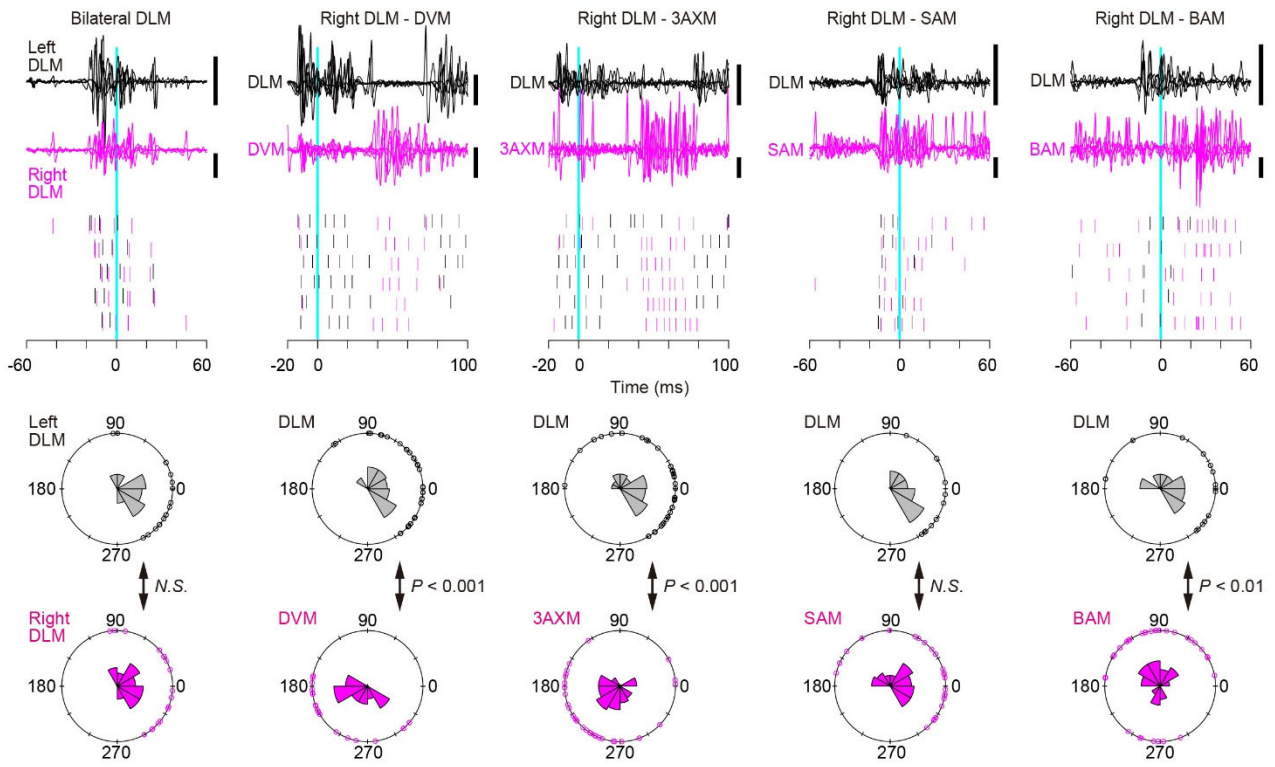 Bilateral DLM
Right DLM - DVM
Right DLM - 3AXM
Right DLM - SAM
Right DLM - BAM
Left
DLM
DLM
DLM
DLM
DLM
Right
DLM
DVM
3AXM
SAM
BAM
-60 0 60
-20 0 100
-20 0 100
-60 0 60
-60 0 60
Time (ms)
Left
DLM
90
180
0
270
DLM
90
180
0
270
DLM
90
180
0
270
DLM
90
180
0
270
DLM
90
180
0
270
N.S.
P < 0.001
P < 0.001
N.S.
P < 0.01
Right
DLM
90
180
0
270
DVM
90
180
0
270
3AXM
90
180
0
270
SAM
90
180
0
270
BAM
90
180
0
270